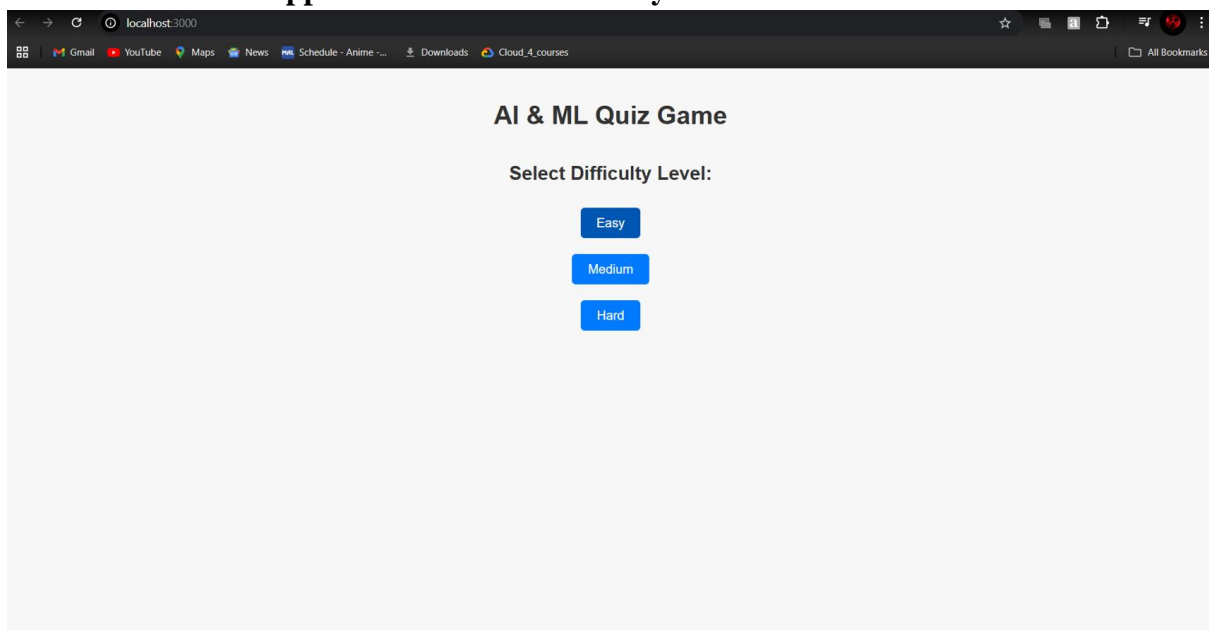 localhost:3000
Gmail YouTube Maps News Schedule - Anime -... Downloads Cloud_4_courses All Bookmarks
AI & ML Quiz Game
Select Difficulty Level:
Easy
Medium
Hard